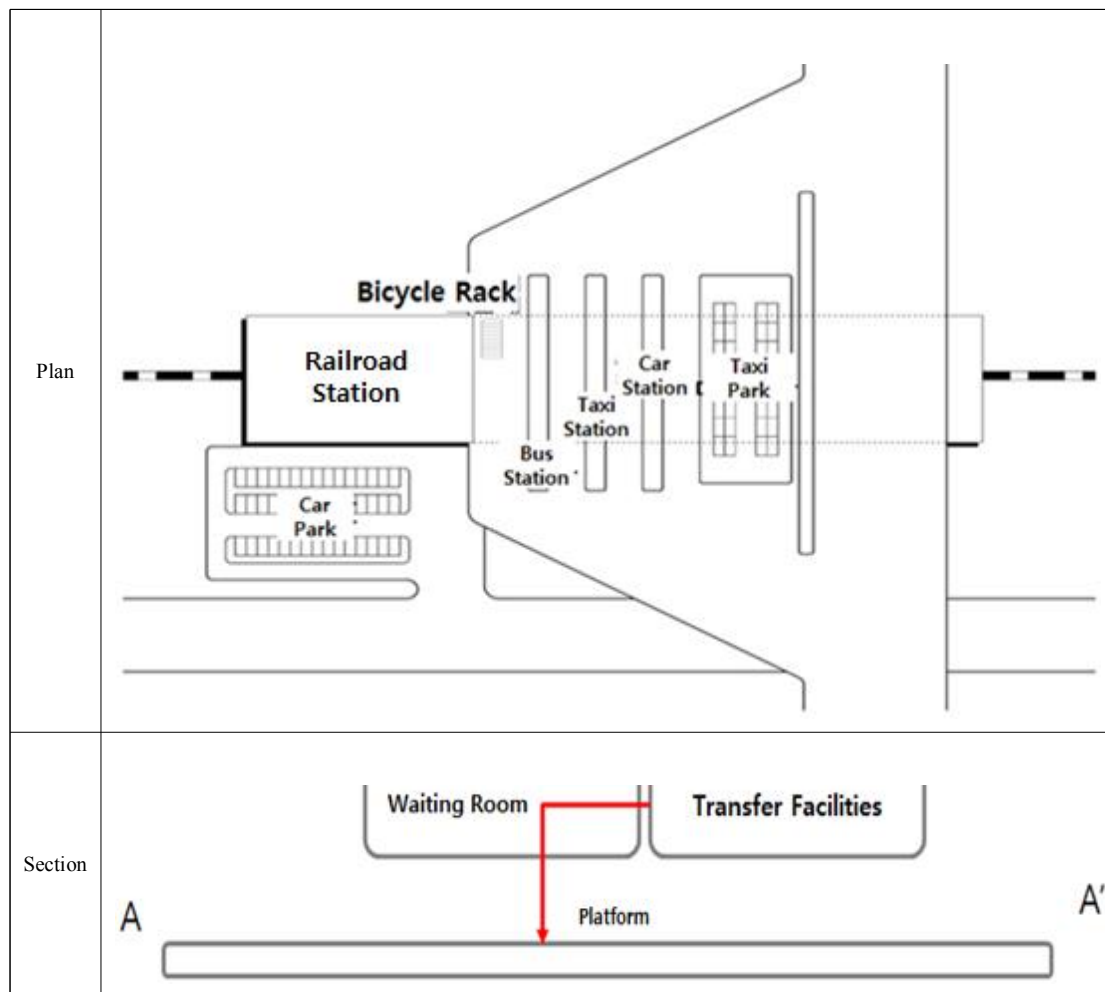 Plan
Bicycle Rack
Railroad
Station
Car
Station
Taxi
Park
Taxi
Station
Bus
Station
Car
Park
Section
Waiting Room
Transfer Facilities
A
Platform
A'